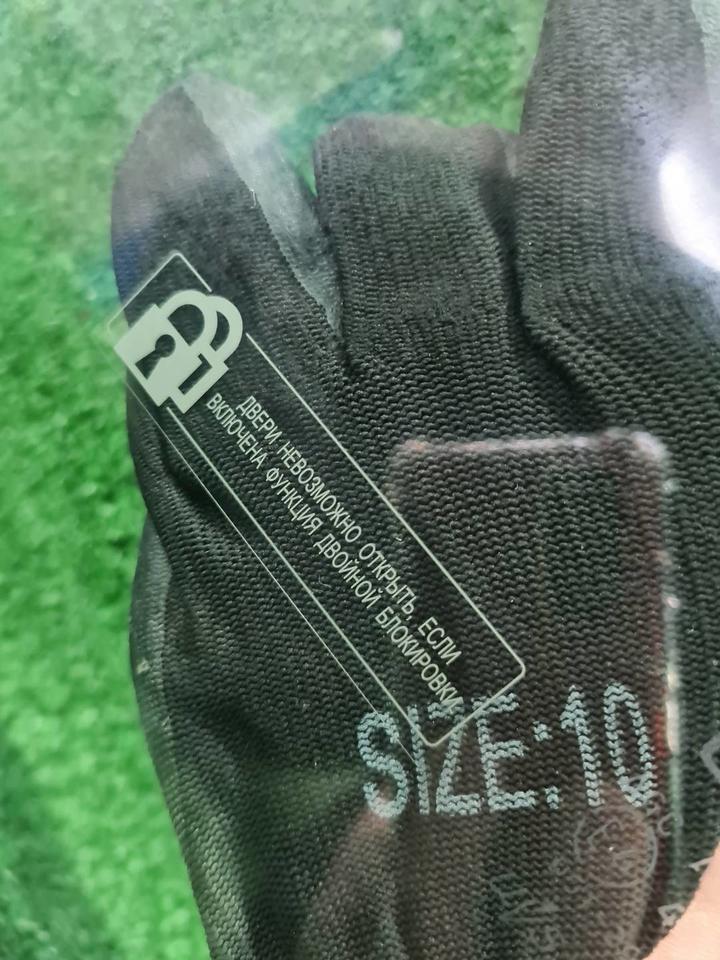 ДВЕРИ НЕВОЗМОЖНО ОТКРЫТЬ, ЕСЛИ
ВКЛЮЧЕНА ФУНКЦИЯ ДВОЙНОЙ БЛОКИРОВКИ
SIZE:10